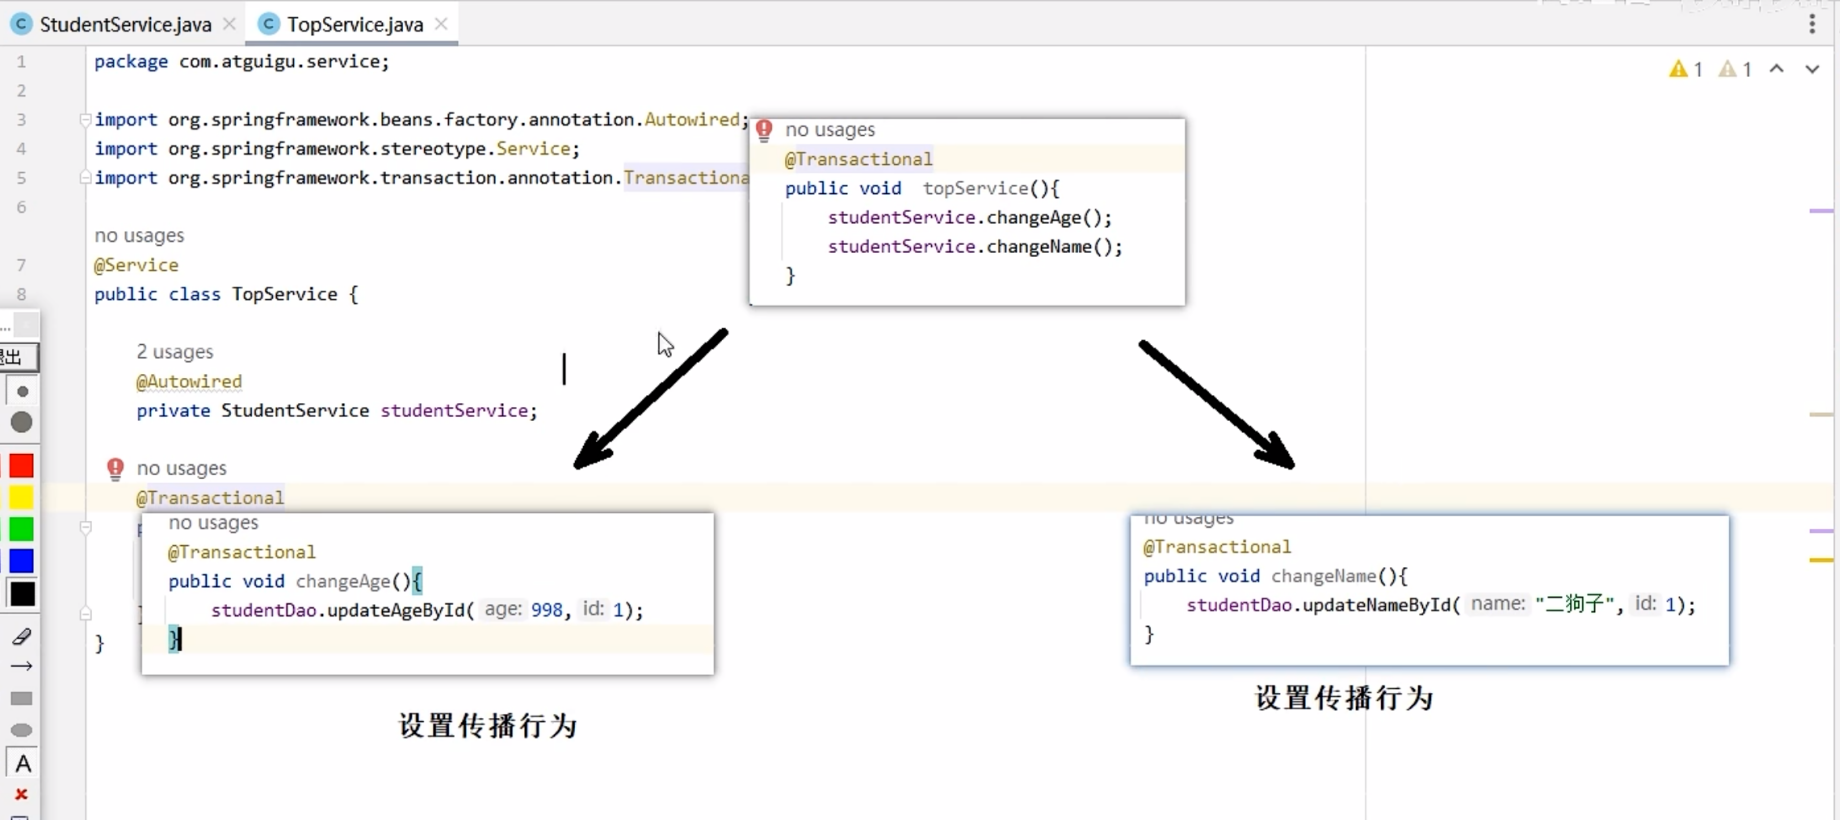 StudentService.java
TopService.java
1 package com.atguigu.service;
2
3 import org.springframework.beans.factory.annotation.Autowired;
4 import org.springframework.stereotype.Service;
5 import org.springframework.transaction.annotation.Transactiona
6
no usages
7 @Service
8 public class TopService {
2 usages
@Autowired
private StudentService studentService;
no usages
@Transactional
}
1 1
no usages
@Transactional
public void topService(){
studentService.changeAge();
studentService.changeName();
}
no usages
@Transactional
public void changeAge(){
studentDao.updateAgeById( age: 998, id: 1);
}
设置传播行为
no usages
@Transactional
public void changeName(){
studentDao.updateNameById( name: "二狗子", id: 1);
}
设置传播行为
...
出
A